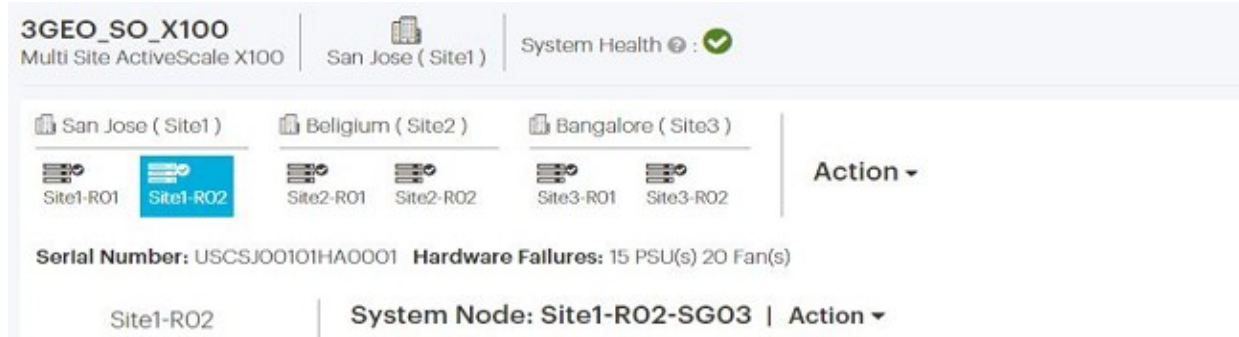 3GEO_SO_X100
Multi Site ActiveScale X100
San Jose ( Site1 )
System Health ? :
San Jose ( Site1 )
Beligium ( Site2 )
Bangalore ( Site3 )
Action
Site1-R01
Site1-R02
Site2-R01
Site2-R02
Site3-R01
Site3-R02
Serial Number: USCSJ00101HA0001 Hardware Failures: 15 PSU(s) 20 Fan(s)
Site1-R02
System Node: Site1-R02-SG03 | Action